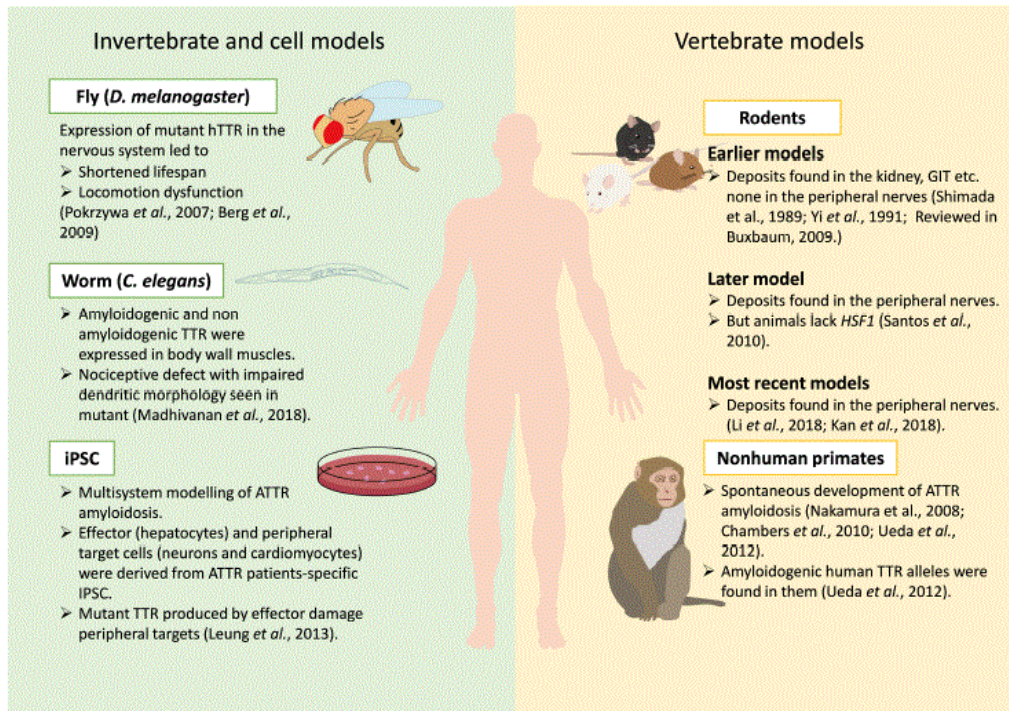 Invertebrate and cell models
Fly (D. melanogaster)
Expression of mutant hTTR in the
nervous system led to
➢ Shortened lifespan
➢ Locomotion dysfunction
(Pokrzywa et al., 2007; Berg et al.,
2009)
Worm (C. elegans)
➢ Amyloidogenic and non
amyloidogenic TTR were
expressed in body wall muscles.
➢ Nociceptive defect with impaired
dendritic morphology seen in
mutant (Madhivanan et al., 2018).
iPSC
➢ Multisystem modelling of ATTR
amyloidosis.
➢ Effector (hepatocytes) and peripheral
target cells (neurons and cardiomyocytes)
were derived from ATTR patients-specific
IPSC.
➢ Mutant TTR produced by effector damage
peripheral targets (Leung et al., 2013).
Vertebrate models
Rodents
Earlier models
➢ Deposits found in the kidney, GIT etc.
none in the peripheral nerves (Shimada
et al., 1989; Yi et al., 1991; Reviewed in
Buxbaum, 2009.)
Later model
➢ Deposits found in the peripheral nerves.
➢ But animals lack HSF1 (Santos et al.,
2010).
Most recent models
➢ Deposits found in the peripheral nerves.
(Li et al., 2018; Kan et al., 2018).
Nonhuman primates
➢ Spontaneous development of ATTR
amyloidosis (Nakamura et al., 2008;
Chambers et al., 2010; Ueda et al.,
2012).
➢ Amyloidogenic human TTR alleles were
found in them (Ueda et al., 2012).